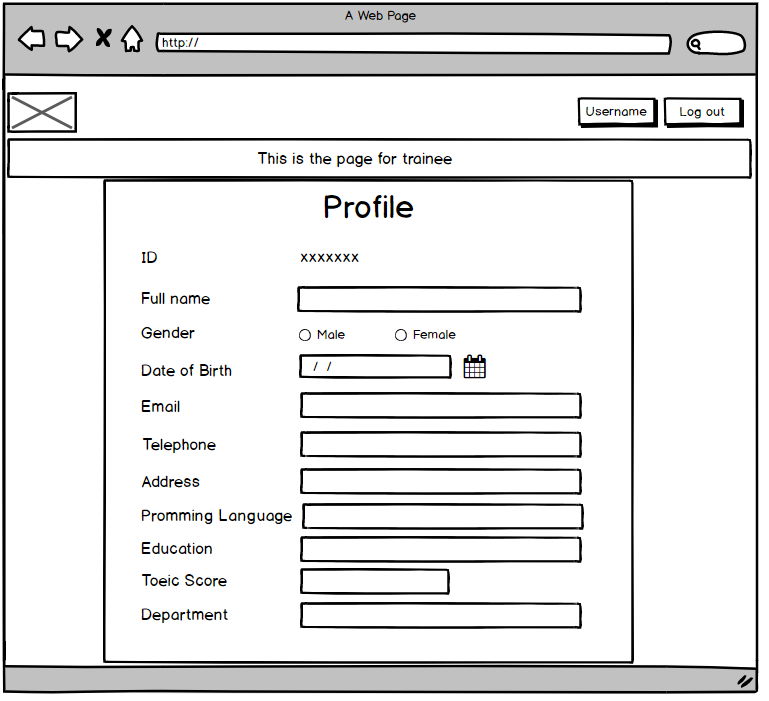 A Web Page
http://
Username Log out
This is the page for trainee
Profile
ID xxxxxxx
Full name
Gender Male Female
Date of Birth / /
Email
Telephone
Address
Promming Language
Education
Toeic Score
Department